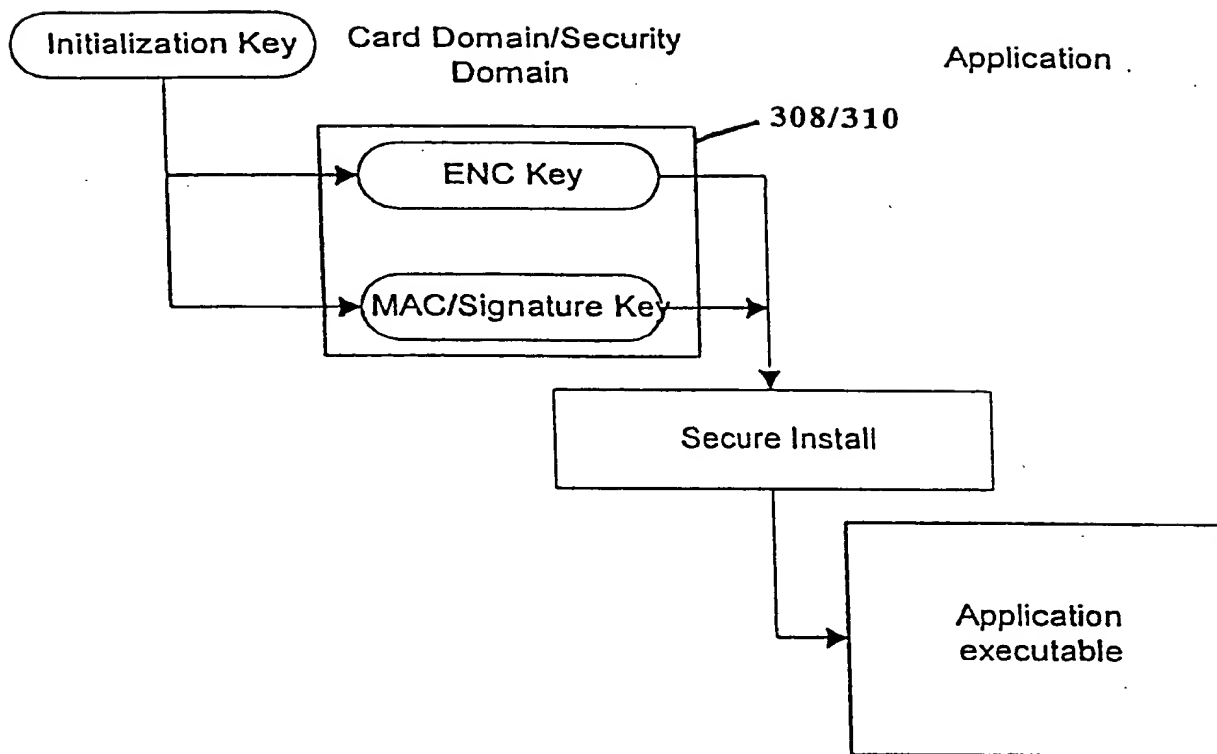 Initialization Key
Card Domain/Security
Domain
Application
308/310
ENC Key
MAC/Signature Key
Secure Install
Application
executable